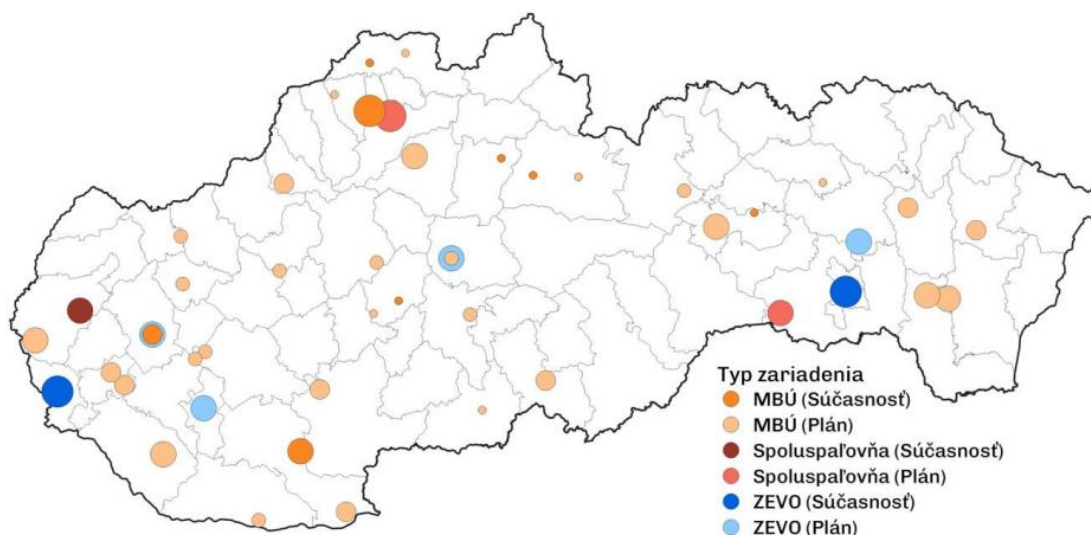 Typ zariadenia
MBÚ (Súčasnosť)
MBÚ (Plán)
Spoluspaľovňa (Súčasnosť)
Spoluspaľovňa (Plán)
ZEVO (Súčasnosť)
ZEVO (Plán)